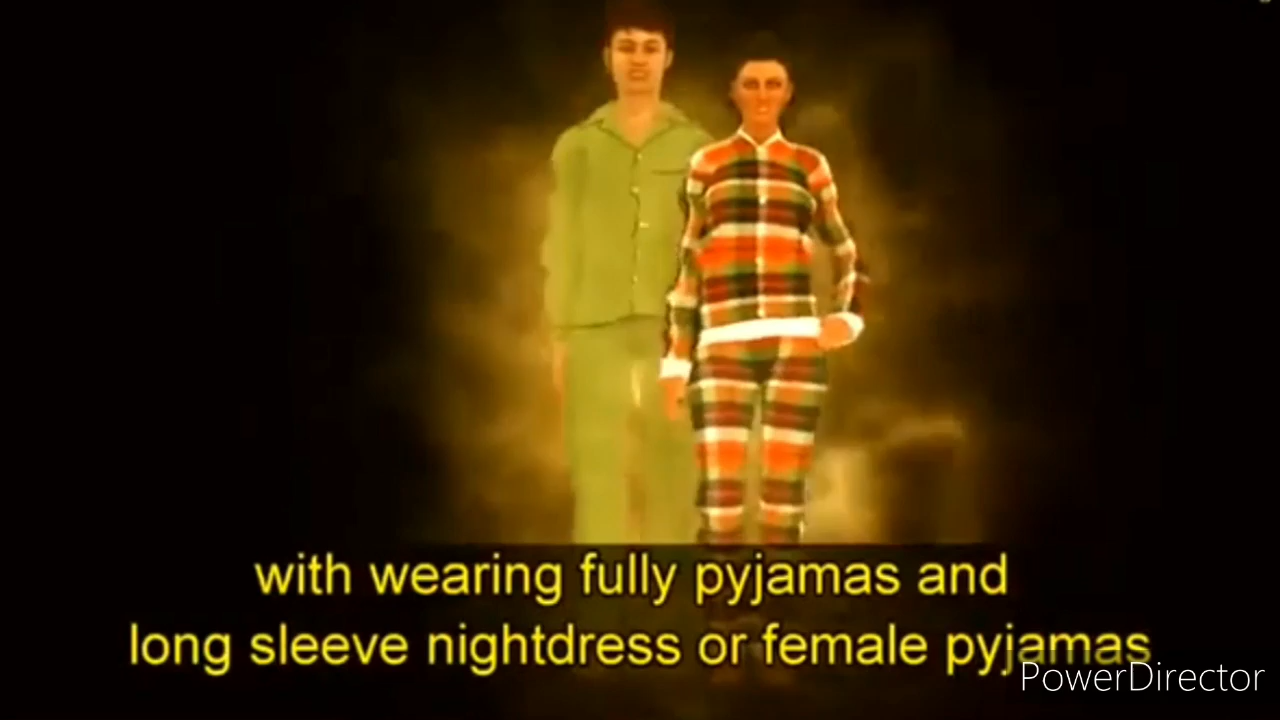 with wearing fully pyjamas and
long sleeve nightdress or female pyjamas
PowerDirector